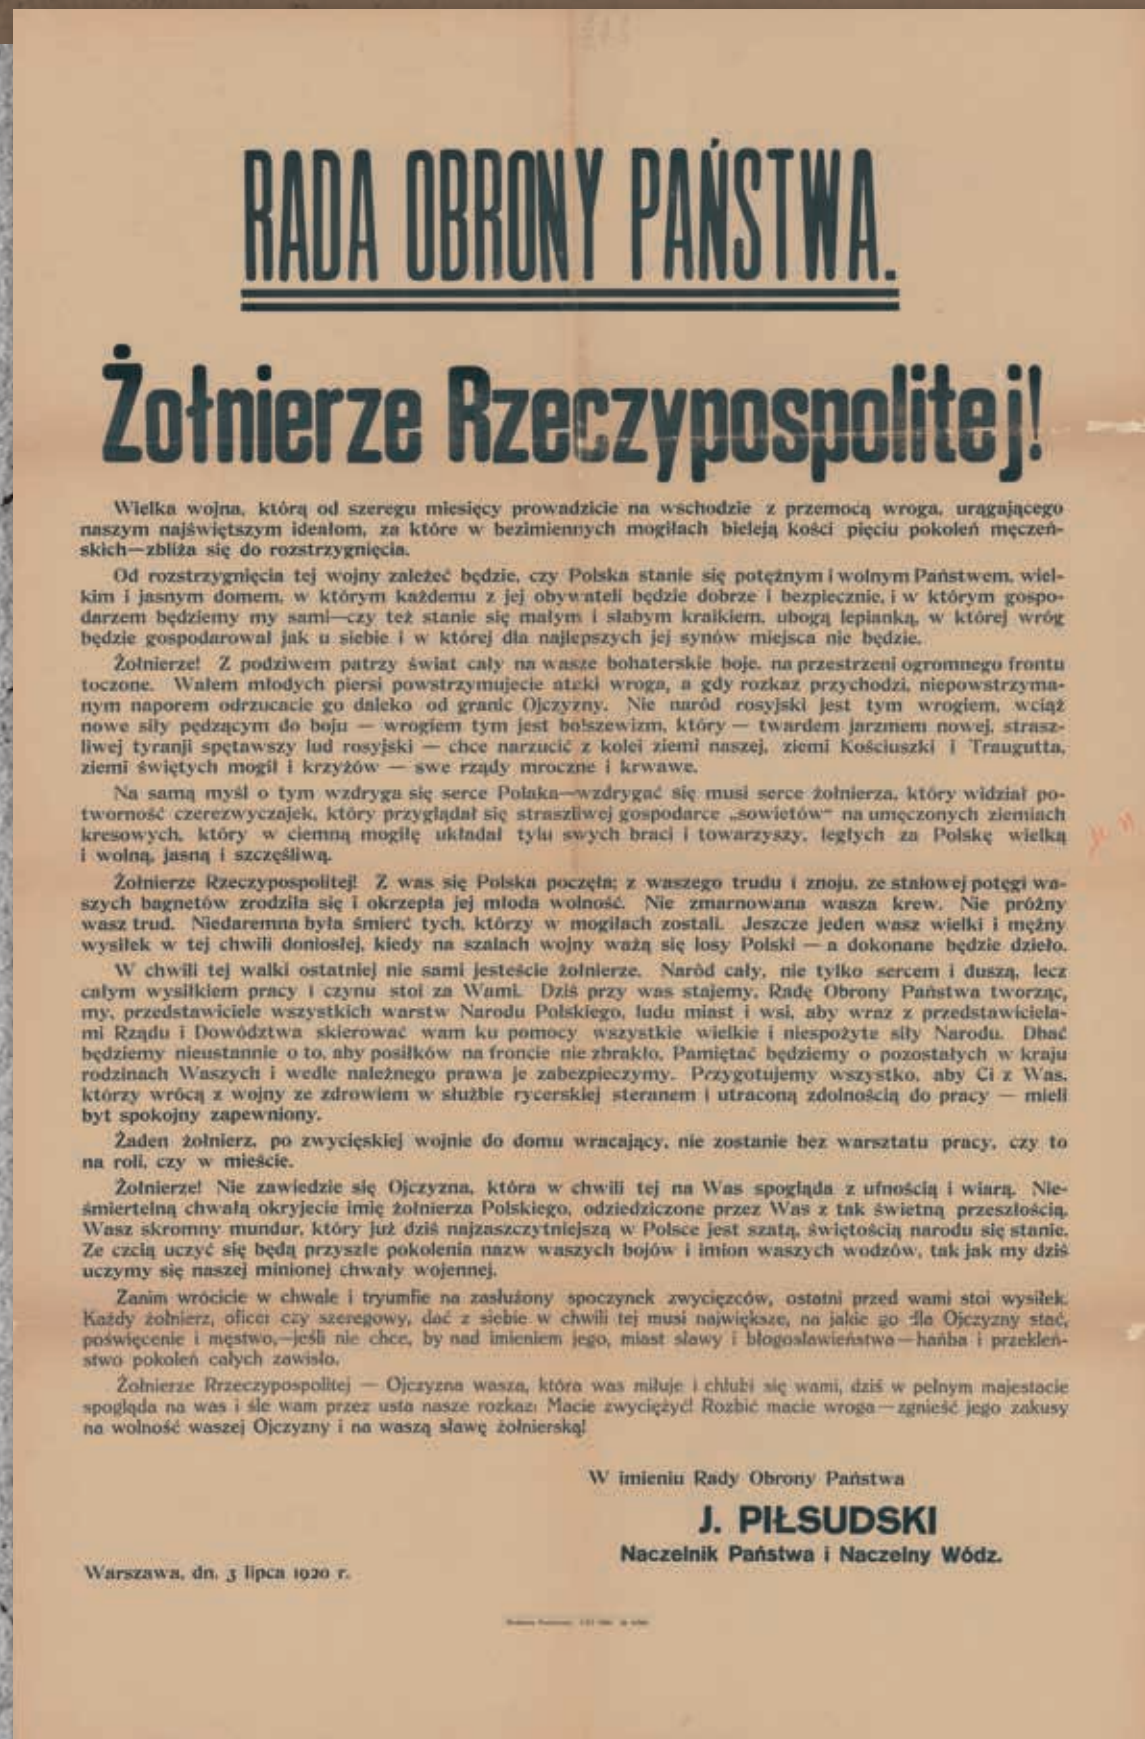 RADA OBRONY PAŃSTWA.
Żołnierze Rzeczypospolitej!
Wielka wojna, którą od szeregu miesięcy prowadzicie na wschodzie z przemocą wroga, urągającego
naszym najświętszym ideałom, za które w bezimiennych mogiłach bieleją kości pięciu pokoleń męczeń-
skich—zbliża się do rozstrzygnięcia.
Od rozstrzygnięcia tej wojny zależeć będzie, czy Polska stanie się potężnym i wolnym Państwem, wiel-
kim i jasnym domem, w którym każdemu z jej obywateli będzie dobrze i bezpiecznie, i w którym gospo-
darzem będziemy my sami—czy też stanie się małym i słabym kraikiem, ubogą lepianką, w której wróg
będzie gospodarował jak u siebie i w której dla najlepszych jej synów miejsca nie będzie.
Żołnierze! Z podziwem patrzy świat cały na wasze bohaterskie boje, na przestrzeni ogromnego frontu
toczone. Wałem młodych piersi powstrzymujecie ataki wroga, a gdy rozkaz przychodzi, niepowstrzyma-
nym naporem odrzucacie go daleko od granic Ojczyzny. Nie naród rosyjski jest tym wrogiem, wciąż
nowe siły pędzącym do boju — wrogiem tym jest bolszewizm, który — twardem jarzmem nowej, strasz-
liwej tyranji spętawszy lud rosyjski — chce narzucić z kolei ziemi naszej, ziemi Kościuszki i Traugutta,
ziemi świętych mogił i krzyżów — swe rządy mroczne i krwawe.
Na samą myśl o tym wzdryga się serce Polaka—wzdrygać się musi serce żołnierza, który widział po-
tworność czerezwyczajek, który przyglądał się straszliwej gospodarce „sowietów“ na umęczonych ziemiach
kresowych, który w ciemną mogiłę układał tylu swych braci i towarzyszy, ległych za Polskę wielką
i wolną, jasną i szczęśliwą.
Żołnierze Rzeczypospolitej! Z was się Polska poczęła; z waszego trudu i znoju, ze stalowej potęgi wa-
szych bagnetów zrodziła się i okrzepła jej młoda wolność. Nie zmarnowana wasza krew. Nie próżny
wasz trud. Niedaremna była śmierć tych, którzy w mogiłach zostali. Jeszcze jeden wasz wielki i mężny
wysiłek w tej chwili doniosłej, kiedy na szalach wojny ważą się losy Polski — a dokonane będzie dzieło.
W chwili tej walki ostatniej nie sami jesteście żołnierze. Naród cały, nie tylko sercem i duszą, lecz
całym wysiłkiem pracy i czynu stoi za Wami. Dziś przy was stajemy, Radę Obrony Państwa tworząc,
my, przedstawiciele wszystkich warstw Narodu Polskiego, ludu miast i wsi, aby wraz z przedstawiciela-
mi Rządu i Dowództwa skierować wam ku pomocy wszystkie wielkie i niespożyte siły Narodu. Dbać
będziemy nieustannie o to, aby posiłków na froncie nie zbrakło. Pamiętać będziemy o pozostałych w kraju
rodzinach Waszych i wedle należnego prawa je zabezpieczymy. Przygotujemy wszystko, aby Ci z Was,
którzy wrócą z wojny ze zdrowiem w służbie rycerskiej steranem i utraconą zdolnością do pracy — mieli
byt spokojny zapewniony.
Żaden żołnierz, po zwycięskiej wojnie do domu wracający, nie zostanie bez warsztatu pracy, czy to
na roli, czy w mieście.
Żołnierze! Nie zawiedzie się Ojczyzna, która w chwili tej na Was spogląda z ufnością i wiarą. Nie-
śmiertelną chwałą okryjecie imię żołnierza Polskiego, odziedziczone przez Was z tak świetną przeszłością.
Wasz skromny mundur, który już dziś najzaszczytniejszą w Polsce jest szatą, świętością narodu się stanie.
Ze czcią uczyć się będą przyszłe pokolenia nazw waszych bojów i imion waszych wodzów, tak jak my dziś
uczymy się naszej minionej chwały wojennej.
Zanim wrócicie w chwale i tryumfie na zasłużony spoczynek zwycięzców, ostatni przed wami stoi wysiłek.
Każdy żołnierz, oficer czy szeregowy, dać z siebie w chwili tej musi największe, na jakie go dla Ojczyzny stać,
poświęcenie i męstwo,—jeśli nie chce, by nad imieniem jego, miast sławy i błogosławieństwa—hańba i przekleń-
stwo pokoleń całych zawisło.
Żołnierze Rrzeczypospolitej — Ojczyzna wasza, która was miłuje i chlubi się wami, dziś w pełnym majestacie
spogląda na was i śle wam przez usta nasze rozkaz: Macie zwyciężyć! Rozbić macie wroga—zgnieść jego zakusy
na wolność waszej Ojczyzny i na waszą sławę żołnierską!
W imieniu Rady Obrony Państwa
J. PIŁSUDSKI
Naczelnik Państwa i Naczelny Wódz.
Warszawa, dn. 3 lipca 1920 r.